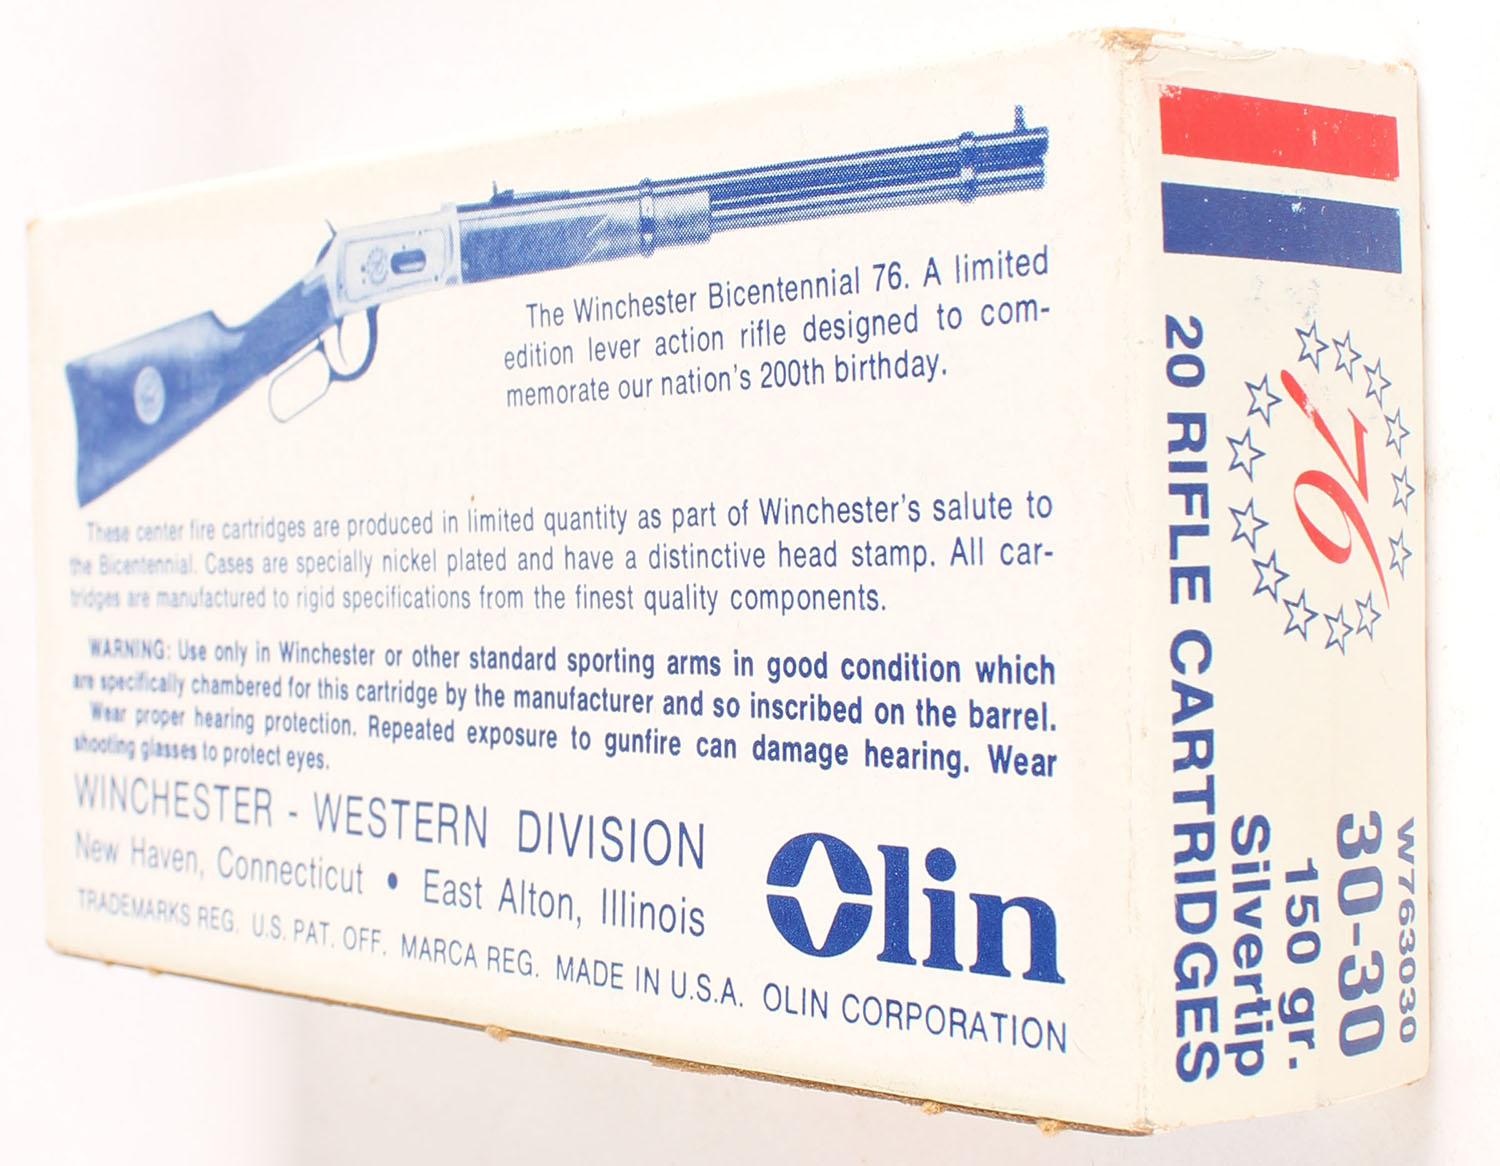 The Winchester Bicentennial 76. A limited
edition lever action rifle designed to com-
memorate our nation's 200th birthday.
These center fire cartridges are produced in limited quantity as part of Winchester's salute to
the Bicentennial. Cases are specially nickel plated and have a distinctive head stamp. All car-
tridges are manufactured to rigid specifications from the finest quality components.
WARNING: Use only in Winchester or other standard sporting arms in good condition which
are specifically chambered for this cartridge by the manufacturer and so inscribed on the barrel.
Wear proper hearing protection. Repeated exposure to gunfire can damage hearing. Wear
shooting glasses to protect eyes.
WINCHESTER - WESTERN DIVISION
New Haven, Connecticut • East Alton, Illinois
Olin
TRADEMARKS REG. U.S. PAT. OFF. MARCA REG. MADE IN U.S.A. OLIN CORPORATION
76
W763030
30-30
150 gr.
Silvertip
20 RIFLE CARTRIDGES